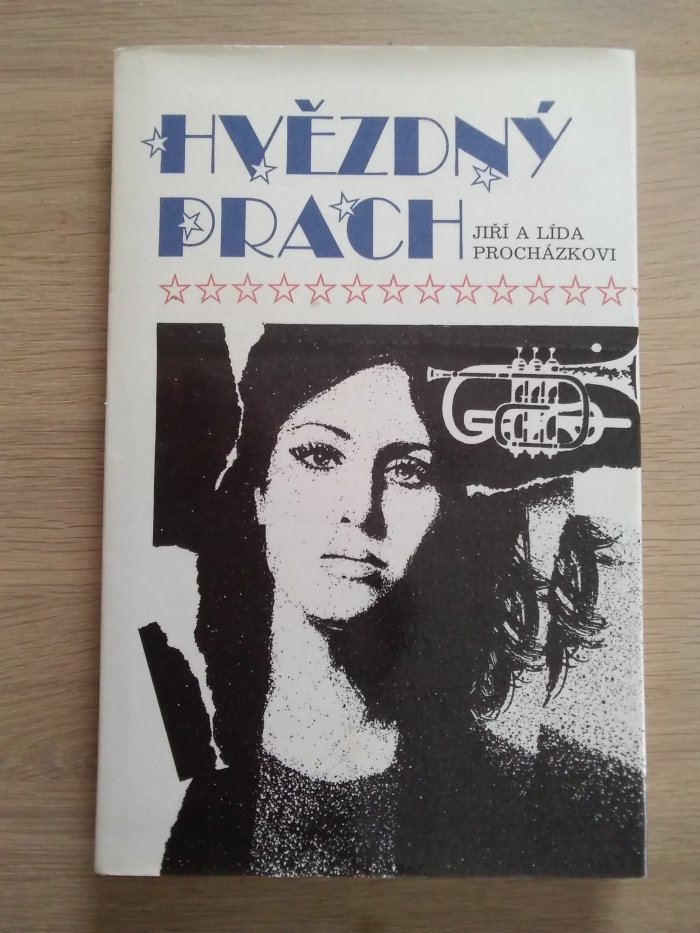 HVĚZDNÝ
PRACH
JIŘÍ A LÍDA
PROCHÁZKOVI